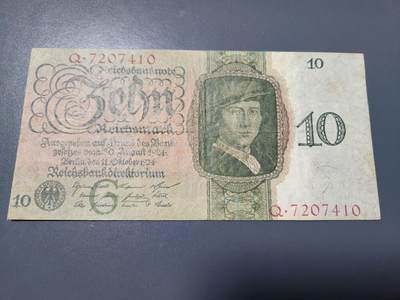 Q·7207410
Reichsbanknote
10
Zehn
Reichsmark
10
Ausgegeben auf Grund des Bank-
gesetzes vom 30. August 1924
Berlin, den 11. Oktober 1924
Reichsbankdirektorium
10
Q·7207410